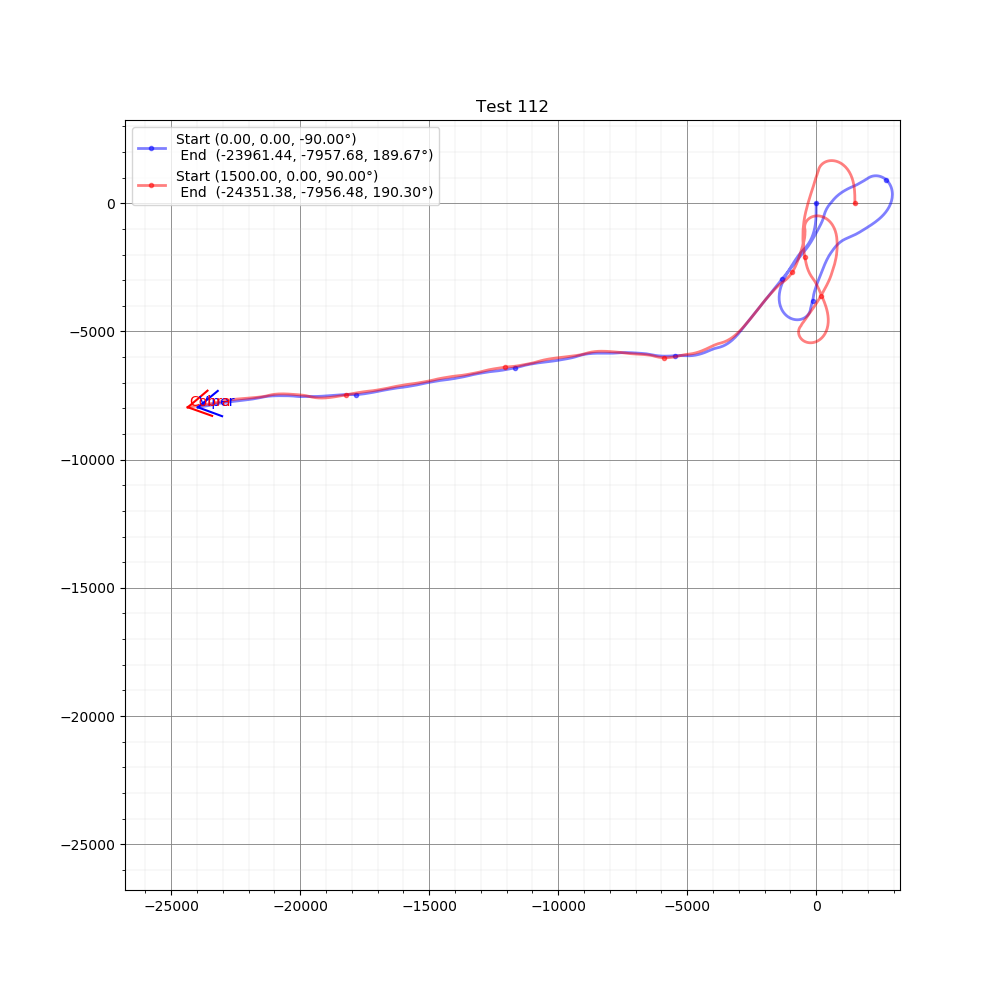 Test 112
Start (0.00, 0.00, -90.00°)
End (-23961.44, -7957.68, 189.67°)
Start (1500.00, 0.00, 90.00°)
End (-24351.38, -7956.48, 190.30°)
0
−5000
−10000
−15000
−20000
−25000
−25000
−20000
−15000
−10000
−5000
0